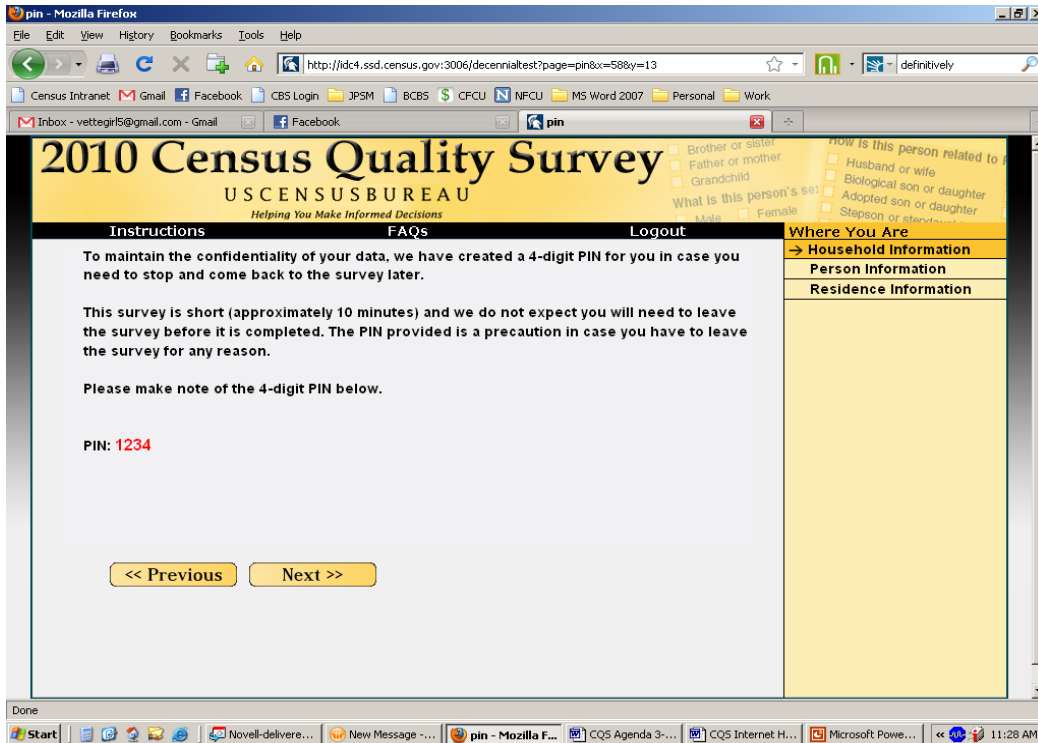 pin - Mozilla Firefox
File Edit View History Bookmarks Tools Help
http://idc4.ssd.census.gov:3006/decennialtest?page=pin&x=58&y=13
definitively
Census Intranet Gmail Facebook CBS Login JPSM BCBS CFCU NFCU MS Word 2007 Personal Work
Inbox - vettegirl5@gmail.com - Gmail Facebook pin
2010 Census Quality Survey
USCENSUSBUREAU
Helping You Make Informed Decisions
Brother or sister
Father or mother
Grandchild
What is this person's sex
Male Female
How is this person related to
Husband or wife
Biological son or daughter
Adopted son or daughter
Stepson or
Instructions FAQs Logout
Where You Are
→ Household Information
Person Information
Residence Information
To maintain the confidentiality of your data, we have created a 4-digit PIN for you in case you
need to stop and come back to the survey later.
This survey is short (approximately 10 minutes) and we do not expect you will need to leave
the survey before it is completed. The PIN provided is a precaution in case you have to leave
the survey for any reason.
Please make note of the 4-digit PIN below.
PIN: 1234
<< Previous Next >>
Done
Start Novell-delivere... New Message -... pin - Mozilla F... CQS Agenda 3-... CQS Internet H... Microsoft Powe... « 11:28 AM